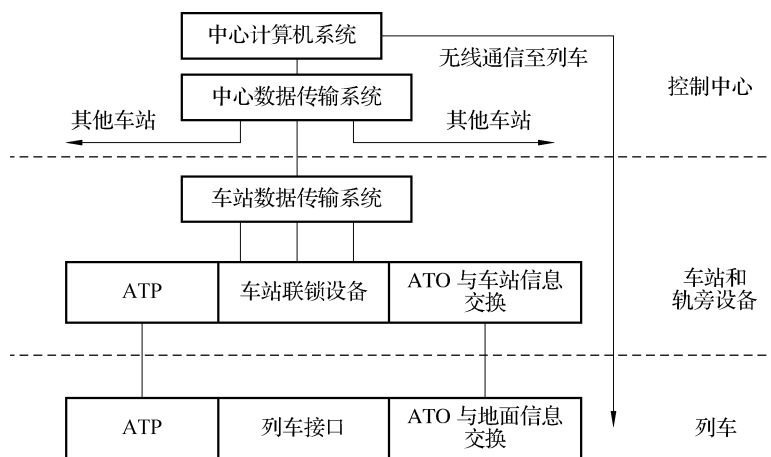 中心计算机系统
无线通信至列车
控制中心
中心数据传输系统
其他车站
其他车站
车站数据传输系统
ATP
车站联锁设备
ATO 与车站信息
交换
车站和
轨旁设备
ATP
列车接口
ATO 与地面信息
交换
列车